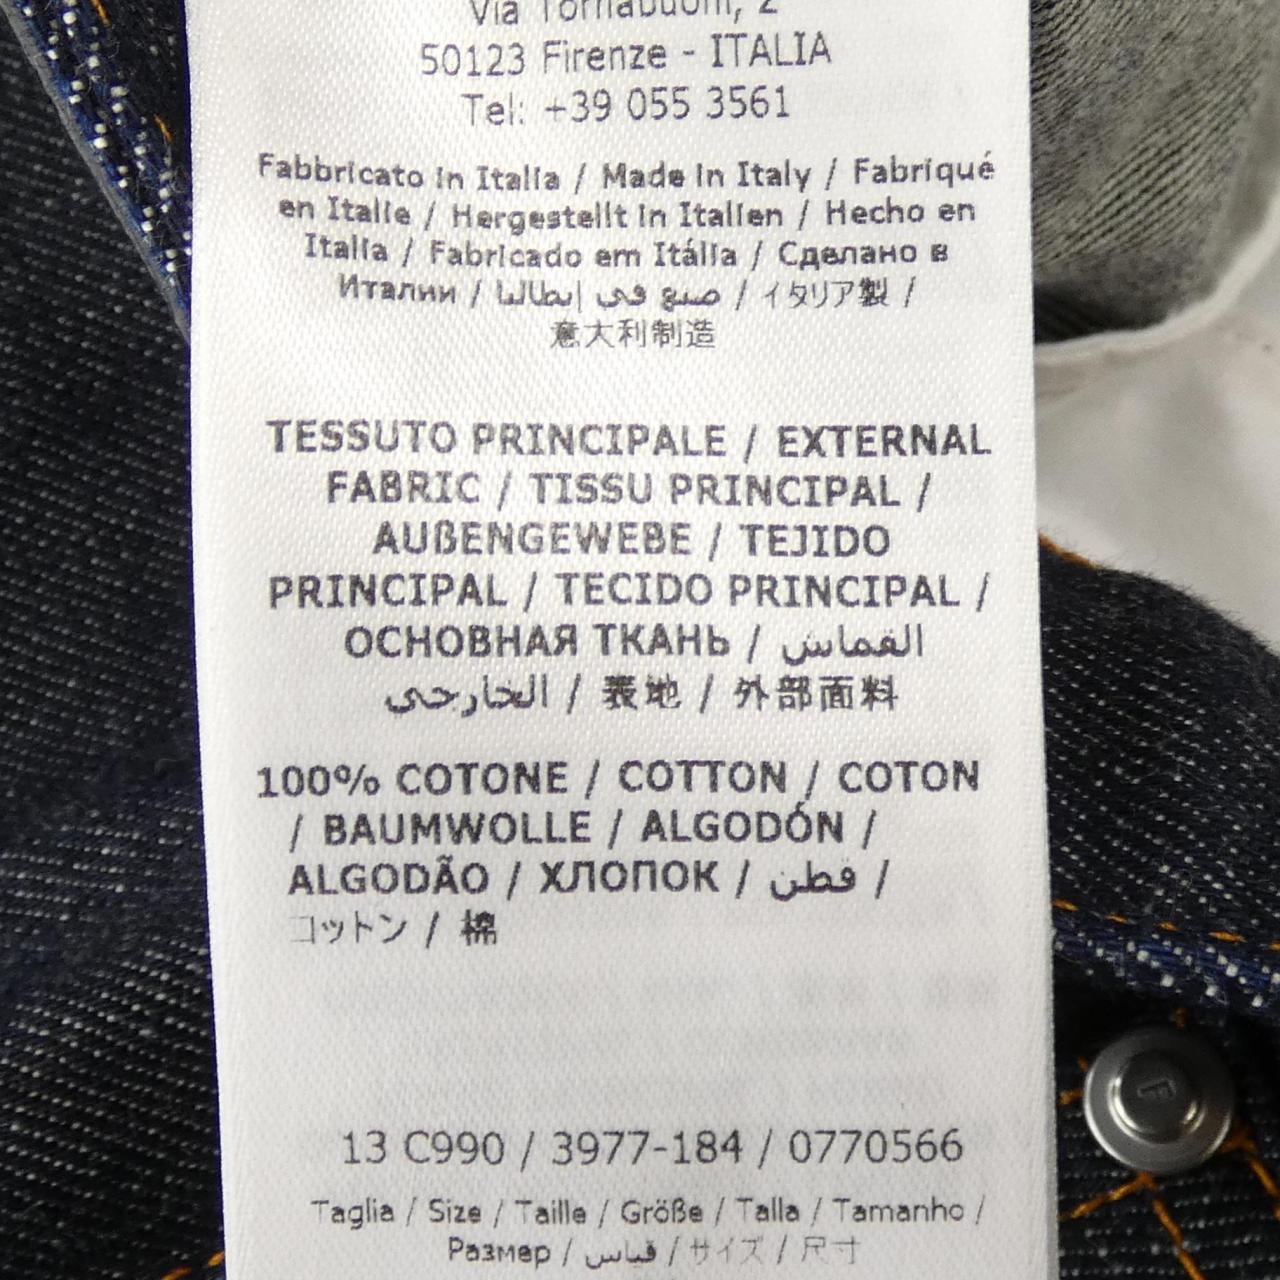 Via Tornabuoni, 2
50123 Firenze - ITALIA
Tel: +39 055 3561
Fabbricato in Italia / Made in Italy / Fabriqué
en Italie / Hergestellt in Italien / Hecho en
Italia / Fabricado em Itália / Сделано в
Италии / صنع في إيطاليا / イタリア製 /
意大利制造
TESSUTO PRINCIPALE / EXTERNAL
FABRIC / TISSU PRINCIPAL /
AUßENGEWEBE / TEJIDO
PRINCIPAL / TECIDO PRINCIPAL /
ОСНОВНАЯ ТКАНЬ / القماش
الخارجي / 表地 / 外部面料
100% COTONE / COTTON / COTON
/ BAUMWOLLE / ALGODÓN /
ALGODÃO / ХЛОПОК / قطن /
コットン / 棉
13 C990 / 3977-184 / 0770566
Taglia / Size / Taille / Größe / Talla / Tamanho /
Размер / قياس / サイズ / 尺寸
F